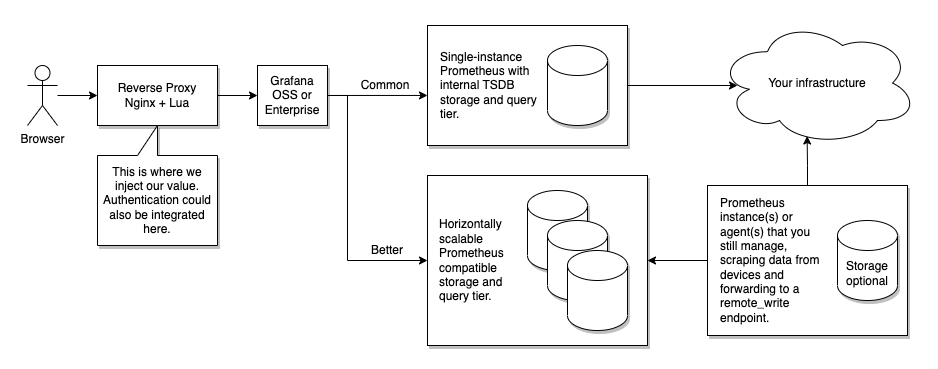 Browser
Reverse Proxy
Nginx + Lua
This is where we
inject our value.
Authentication could
also be integrated
here.
Grafana
OSS or
Enterprise
Common
Better
Single-instance
Prometheus with
internal TSDB
storage and query
tier.
Your infrastructure
Horizontally
scalable
Prometheus
compatible
storage and
query tier.
Prometheus
instance(s) or
agent(s) that you
still manage,
scraping data from
devices and
forwarding to a
remote_write
endpoint.
Storage
optional